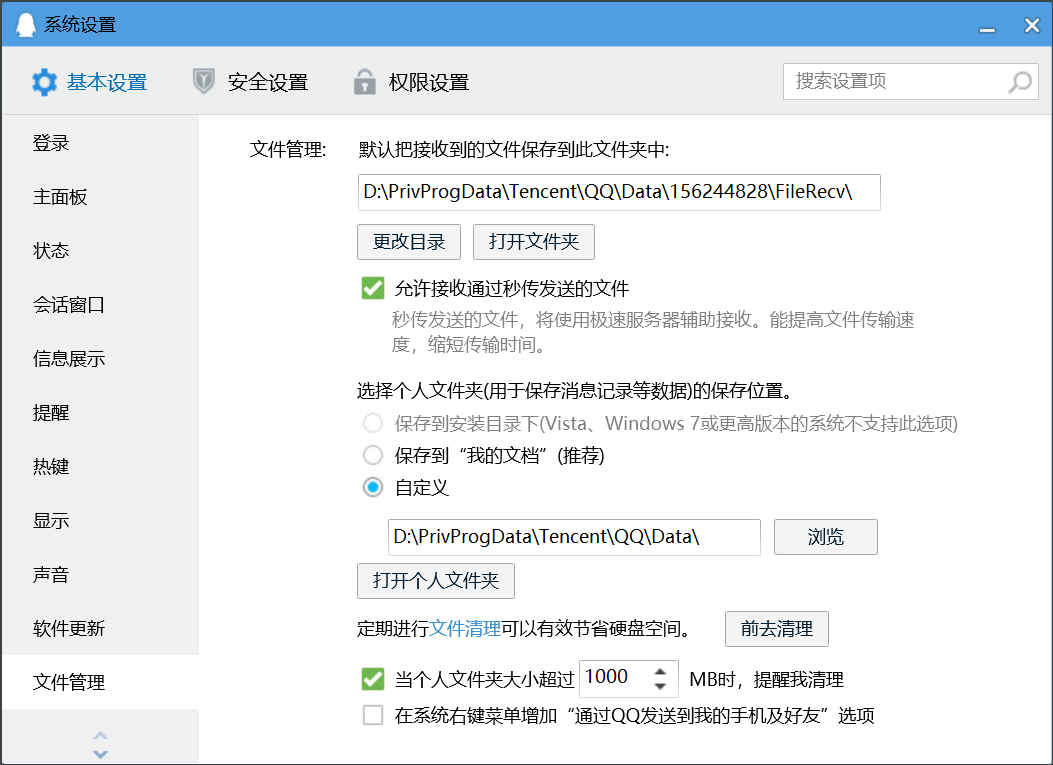 系统设置
基本设置
安全设置
权限设置
搜索设置项
登录
主面板
状态
会话窗口
信息展示
提醒
热键
显示
声音
软件更新
文件管理
文件管理:
默认把接收到的文件保存到此文件夹中:
D:\PrivProgData\Tencent\QQ\Data\156244828\FileRecv\
更改目录
打开文件夹
允许接收通过秒传发送的文件
秒传发送的文件，将使用极速服务器辅助接收。能提高文件传输速
度，缩短传输时间。
选择个人文件夹(用于保存消息记录等数据)的保存位置。
保存到安装目录下(Vista、Windows 7或更高版本的系统不支持此选项)
保存到“我的文档”(推荐)
自定义
D:\PrivProgData\Tencent\QQ\Data\
浏览
打开个人文件夹
定期进行文件清理可以有效节省硬盘空间。
前去清理
当个人文件夹大小超过 1000 MB时，提醒我清理
在系统右键菜单增加“通过QQ发送到我的手机及好友”选项